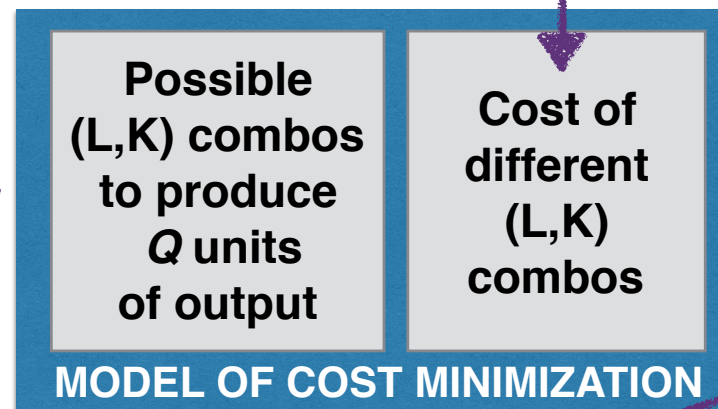 Possible
(L,K) combos
to produce
Q units
of output
Cost of
different
(L,K)
combos
MODEL OF COST MINIMIZATION